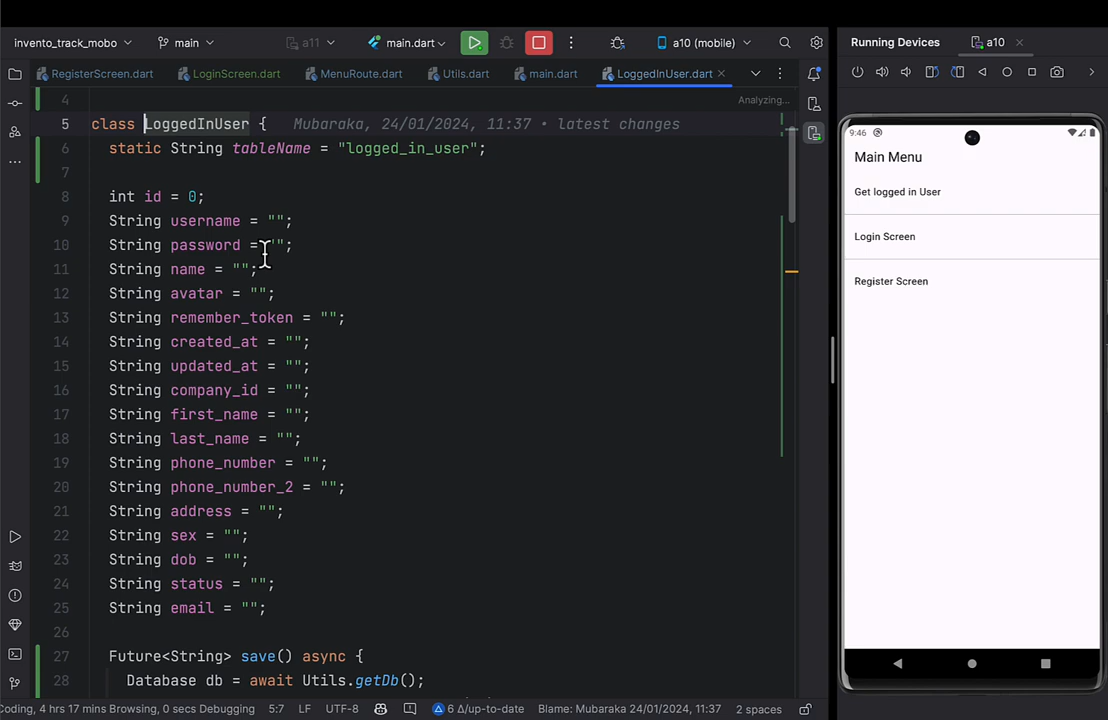 invento_track_mobo main a11 main.dart a10 (mobile) Running Devices a10
RegisterScreen.dart LoginScreen.dart MenuRoute.dart Utils.dart main.dart LoggedInUser.dart
4 Analyzing...
5 class LoggedInUser { Mubaraka, 24/01/2024, 11:37 • latest changes
6 static String tableName = "logged_in_user";
7
8 int id = 0;
9 String username = "";
10 String password = "";
11 String name = "";
12 String avatar = "";
13 String remember_token = "";
14 String created_at = "";
15 String updated_at = "";
16 String company_id = "";
17 String first_name = "";
18 String last_name = "";
19 String phone_number = "";
20 String phone_number_2 = "";
21 String address = "";
22 String sex = "";
23 String dob = "";
24 String status = "";
25 String email = "";
26
27 Future<String> save() async {
28 Database db = await Utils.getDb();
Coding, 4 hrs 17 mins Browsing, 0 secs Debugging 5:7 LF UTF-8 6 Δ/up-to-date Blame: Mubaraka 24/01/2024, 11:37 2 spaces
9:46
Main Menu
Get logged in User
Login Screen
Register Screen